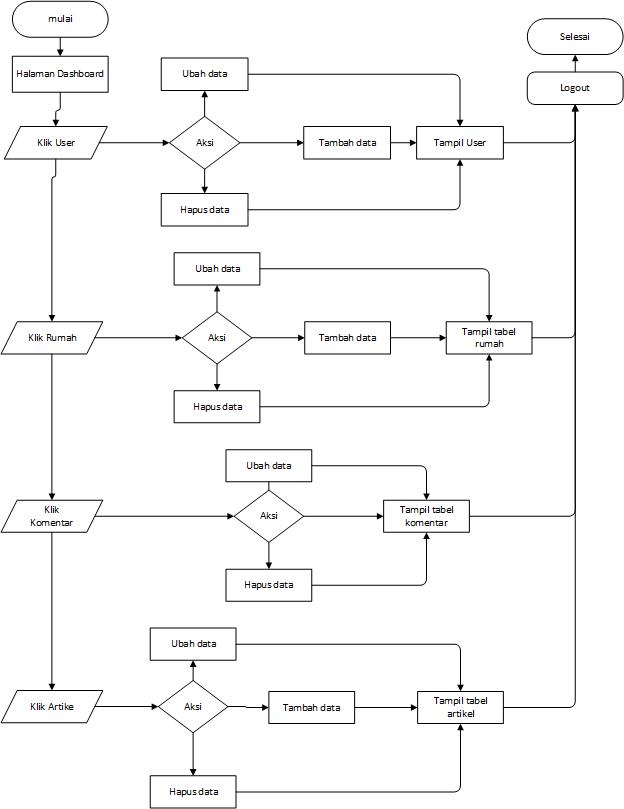 mulai
Selesai
Halaman Dashboard
Ubah data
Logout
Klik User
Aksi
Tambah data
Tampil User
Hapus data
Ubah data
Klik Rumah
Aksi
Tambah data
Tampil tabel
rumah
Hapus data
Ubah data
Klik
Komentar
Aksi
Tampil tabel
komentar
Hapus data
Ubah data
Klik Artike
Aksi
Tambah data
Tampil tabel
artikel
Hapus data